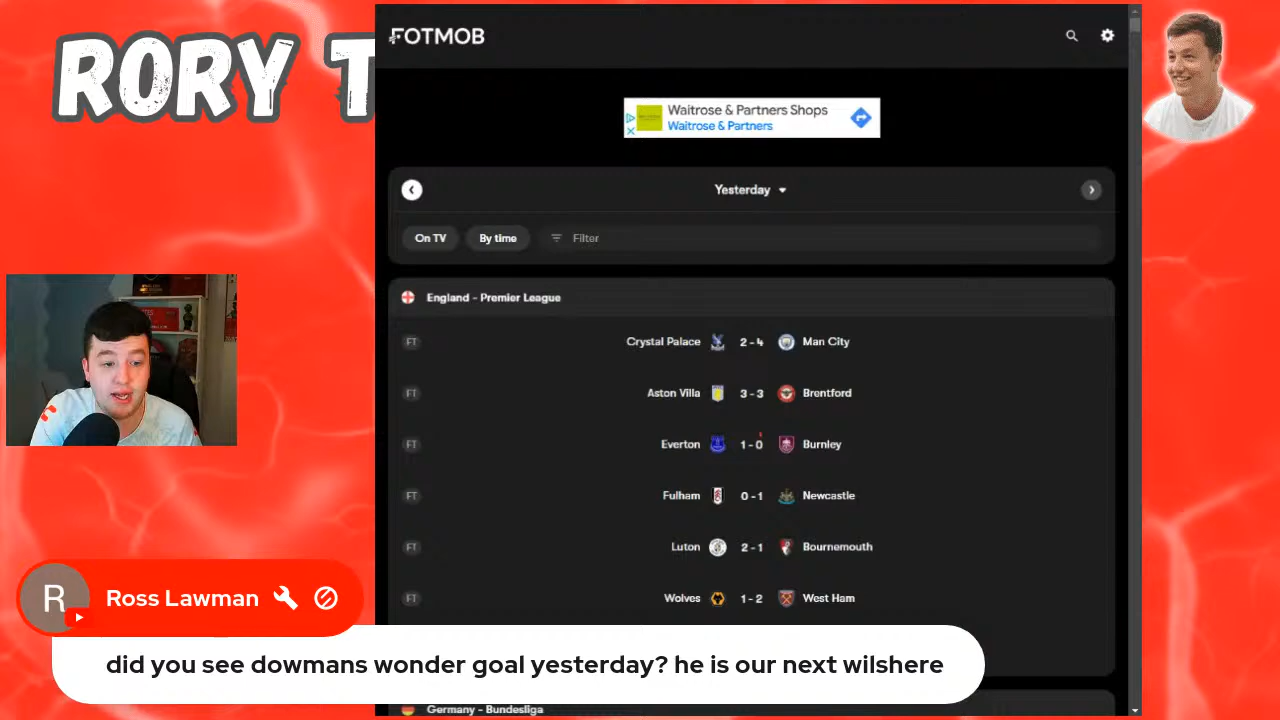 RORY T
FOTMOB
Waitrose & Partners Shops
Waitrose & Partners
Yesterday
On TV
By time
Filter
England - Premier League
FT Crystal Palace 2 - 4 Man City
FT Aston Villa 3 - 3 Brentford
FT Everton 1 - 0 Burnley
FT Fulham 0 - 1 Newcastle
FT Luton 2 - 1 Bournemouth
FT Wolves 1 - 2 West Ham
R Ross Lawman
did you see dowmans wonder goal yesterday? he is our next wilshere
Germany - Bundesliga